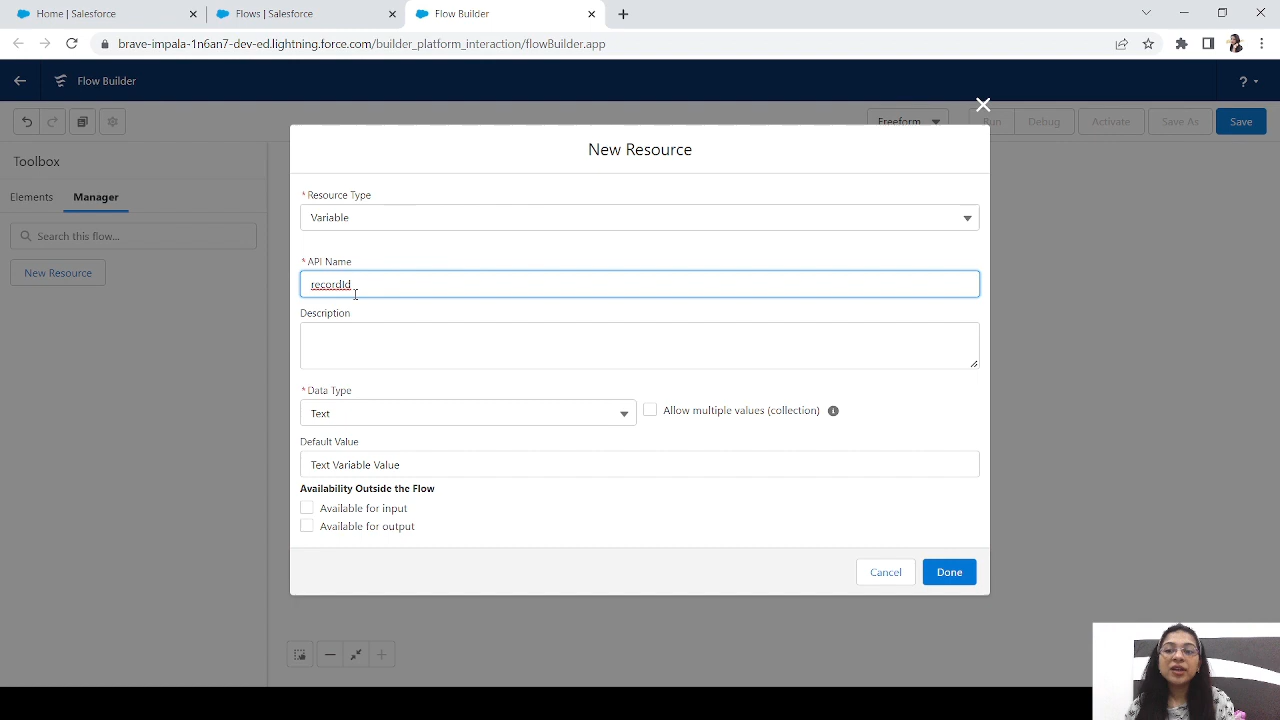 Home | Salesforce
Flows | Salesforce
Flow Builder
brave-impala-1n6an7-dev-ed.lightning.force.com/builder_platform_interaction/flowBuilder.app
Flow Builder
?
Freeform
Run
Debug
Activate
Save As
Save
Toolbox
Elements
Manager
Search this flow...
New Resource
New Resource
* Resource Type
Variable
* API Name
recordId
Description
* Data Type
Text
Allow multiple values (collection)
Default Value
Text Variable Value
Availability Outside the Flow
Available for input
Available for output
Cancel
Done